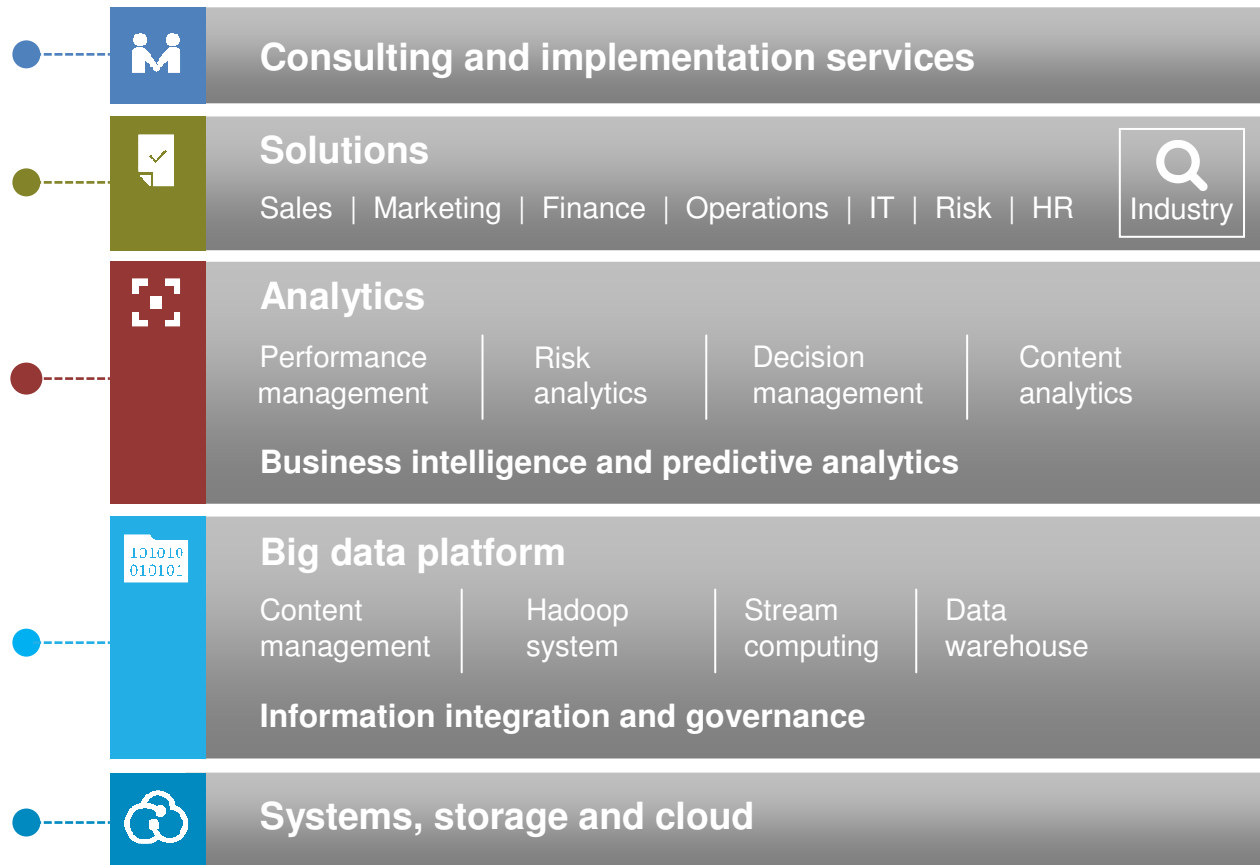 Consulting and implementation services
Solutions
Sales | Marketing | Finance | Operations | IT | Risk | HR
Industry
Analytics
Performance management
Risk analytics
Decision management
Content analytics
Business intelligence and predictive analytics
101010
010101
Big data platform
Content management
Hadoop system
Stream computing
Data warehouse
Information integration and governance
Systems, storage and cloud